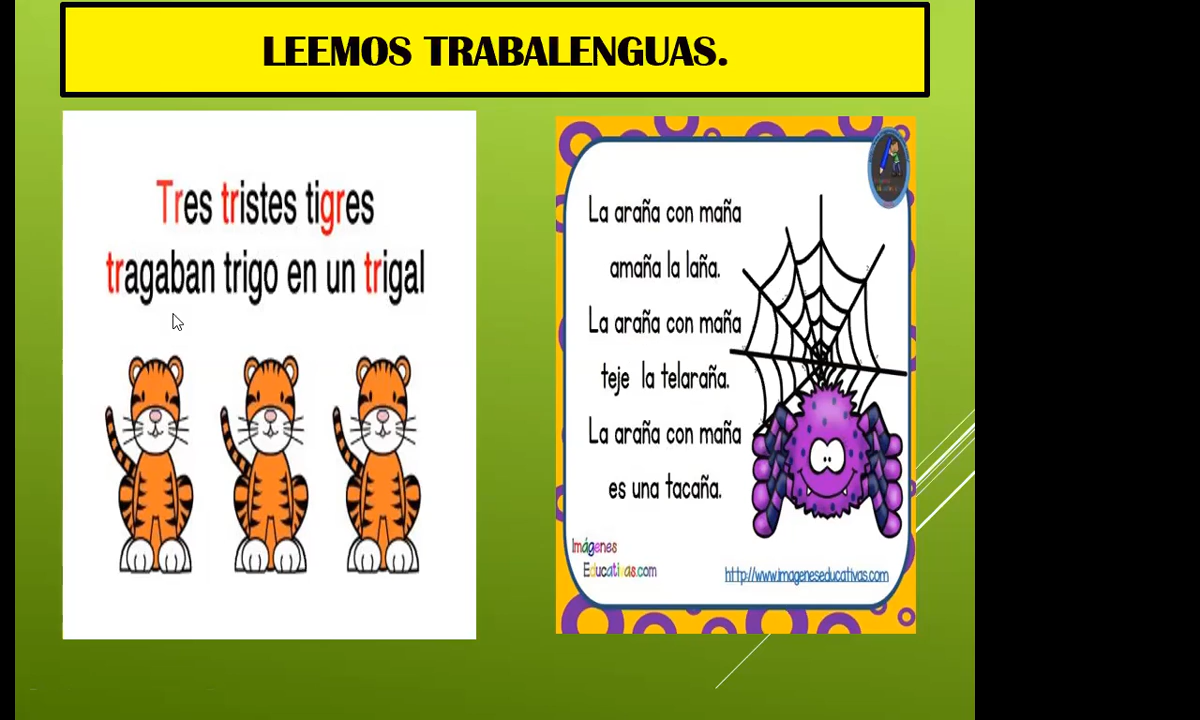 LEEMOS TRABALENGUAS.
Tres tristes tigres
tragaban trigo en un trigal
La araña con maña
amaña la laña.
La araña con maña
teje la telaraña.
La araña con maña
es una tacaña.
Imágenes
Educativas.com
http://www.imageneseducativas.com